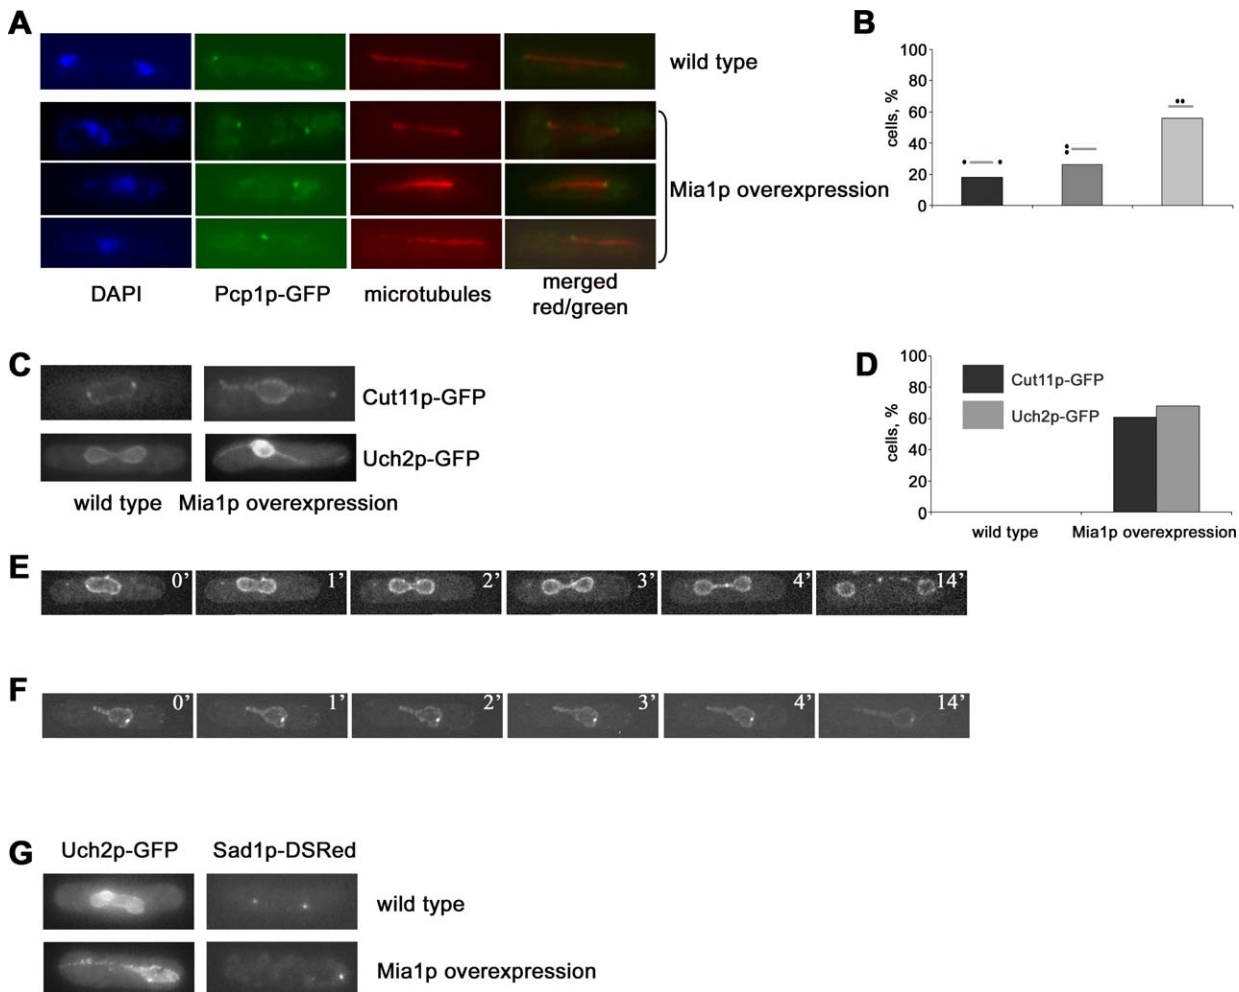 A
wild type
Mia1p overexpression
DAPI
Pcp1p-GFP
microtubules
merged
red/green
B
cells, %
100
80
60
40
20
0
C
Cut11p-GFP
Uch2p-GFP
wild type
Mia1p overexpression
D
cells, %
100
80
60
40
20
0
Cut11p-GFP
Uch2p-GFP
wild type
Mia1p overexpression
E
0’ 1’ 2’ 3’ 4’ 14’
F
0’ 1’ 2’ 3’ 4’ 14’
G
Uch2p-GFP Sad1p-DSRed
wild type
Mia1p overexpression